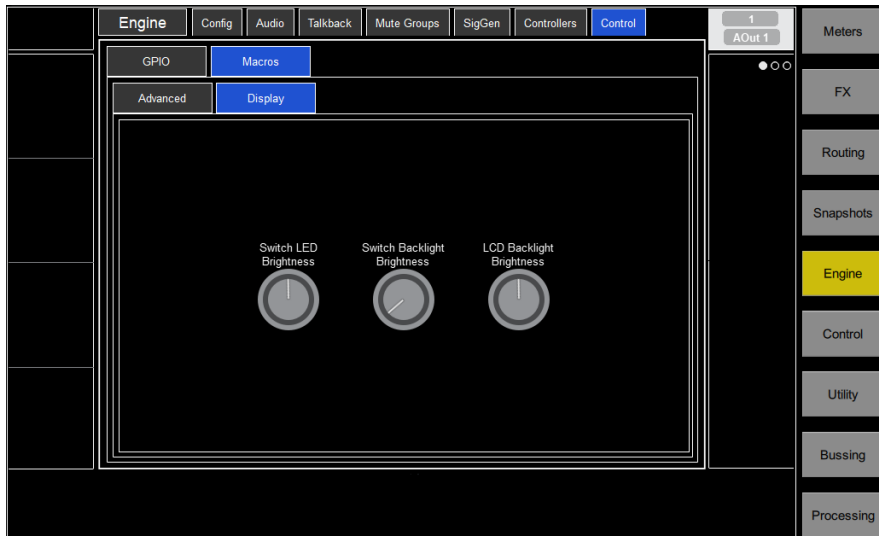 Engine
Config
Audio
Talkback
Mute Groups
SigGen
Controllers
Control
1
AOut 1
GPIO
Macros
Advanced
Display
Switch LED
Brightness
Switch Backlight
Brightness
LCD Backlight
Brightness
Meters
FX
Routing
Snapshots
Engine
Control
Utility
Bussing
Processing